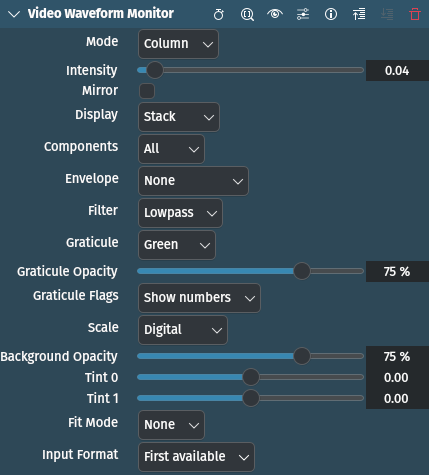 Video Waveform Monitor
Mode Column
Intensity 0.04
Mirror
Display Stack
Components All
Envelope None
Filter Lowpass
Graticule Green
Graticule Opacity 75 %
Graticule Flags Show numbers
Scale Digital
Background Opacity 75 %
Tint 0 0.00
Tint 1 0.00
Fit Mode None
Input Format First available